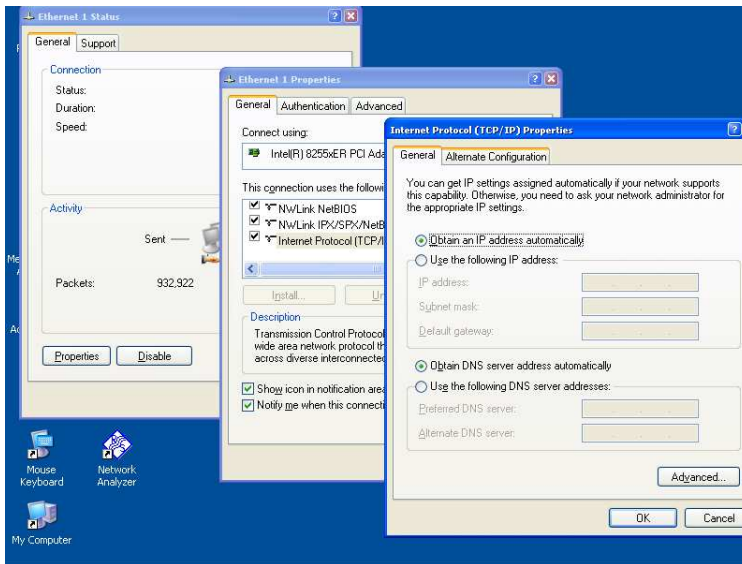 Ethernet 1 Status
General Support
Connection
Status:
Duration:
Speed:
Activity
Sent
Packets: 932,922
Properties Disable
Ethernet 1 Properties
General Authentication Advanced
Connect using:
Intel(R) 8255xER PCI Ada
This connection uses the followi
NWLink NetBIOS
NWLink IPX/SPX/NetB
Internet Protocol (TCP/I
Install... Un
Description
Transmission Control Protocol
wide area network protocol th
across diverse interconnected
Show icon in notification area
Notify me when this connecti
Internet Protocol (TCP/IP) Properties
General Alternate Configuration
You can get IP settings assigned automatically if your network supports
this capability. Otherwise, you need to ask your network administrator for
the appropriate IP settings.
Obtain an IP address automatically
Use the following IP address:
IP address:
Subnet mask:
Default gateway:
Obtain DNS server address automatically
Use the following DNS server addresses:
Preferred DNS server:
Alternate DNS server:
Advanced...
OK Cancel
Mouse
Keyboard
Network
Analyzer
My Computer